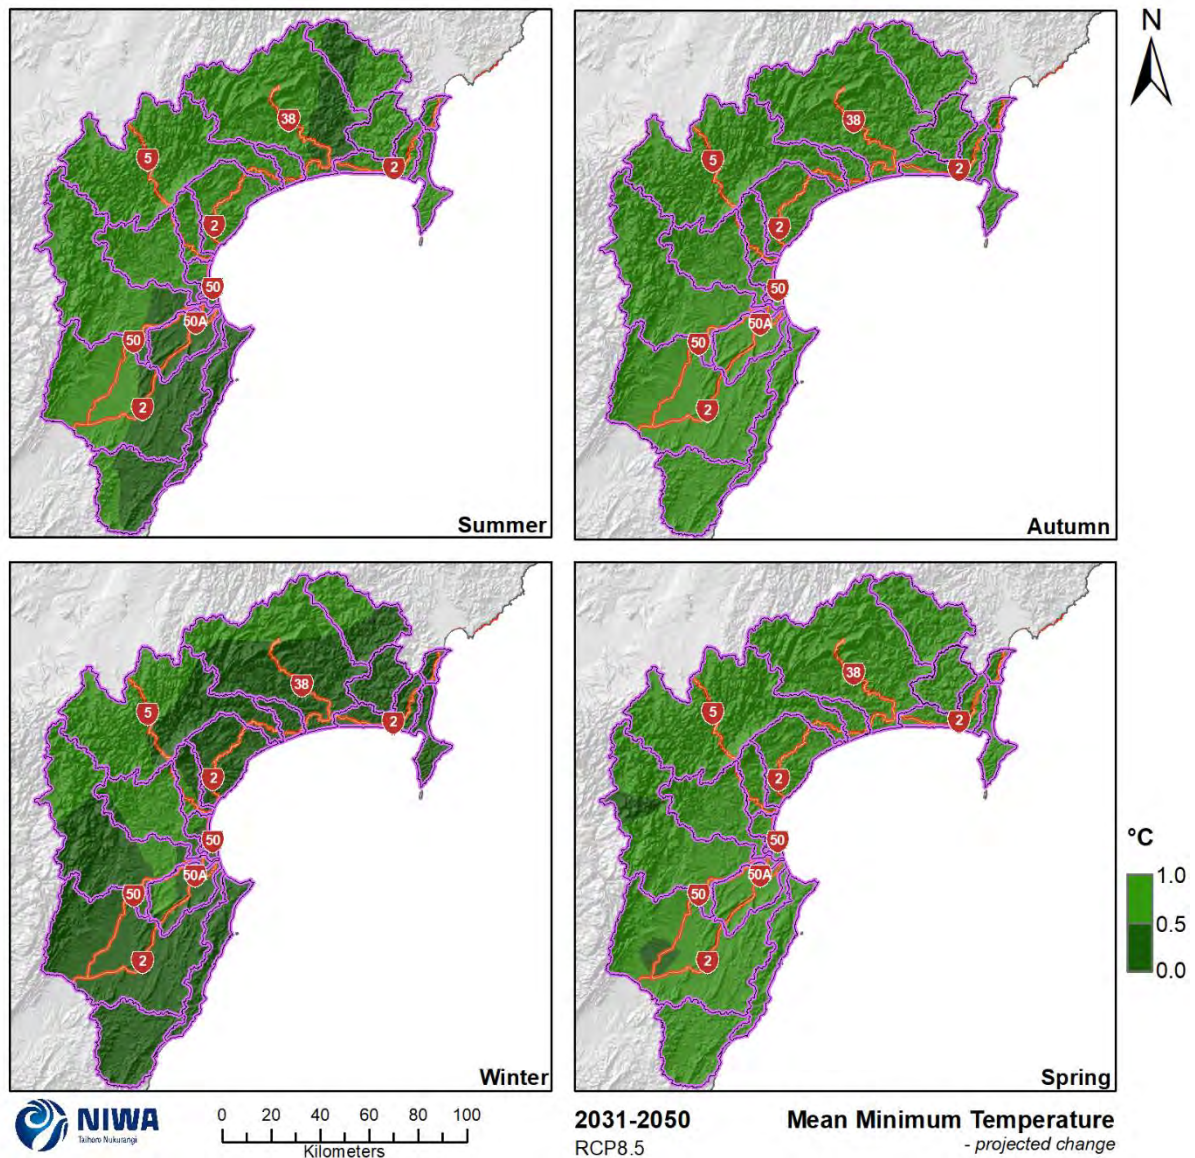 N
38
5
2
2
50
50A
50
2
Summer
38
5
2
2
50
50A
50
2
Autumn
38
5
2
2
50
50A
50
2
Winter
38
5
2
2
50
50A
50
2
Spring
°C
1.0
0.5
0.0
NIWA
Taihoro Nukurangi
0 20 40 60 80 100
Kilometers
2031-2050
RCP8.5
Mean Minimum Temperature
- projected change